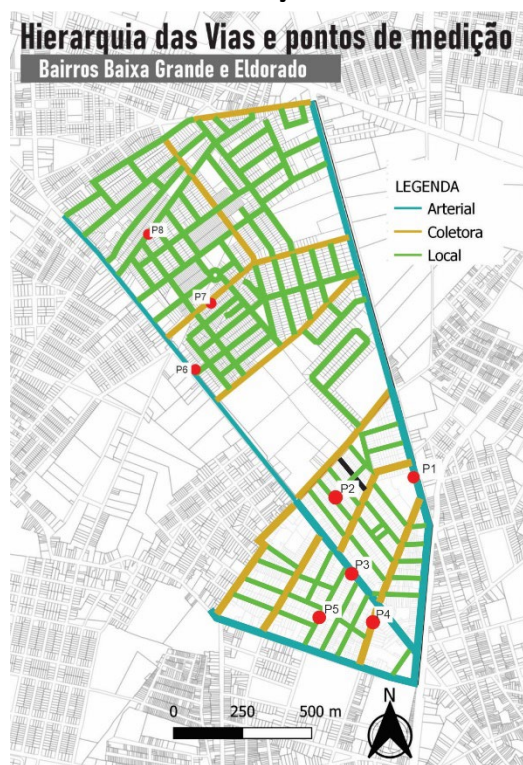 Hierarquia das Vias e pontos de medição
Bairros Baixa Grande e Eldorado
LEGENDA
Arterial
Coletora
Local
P8
P7
P6
P1
P2
P3
P5
P4
N
0 250 500 m